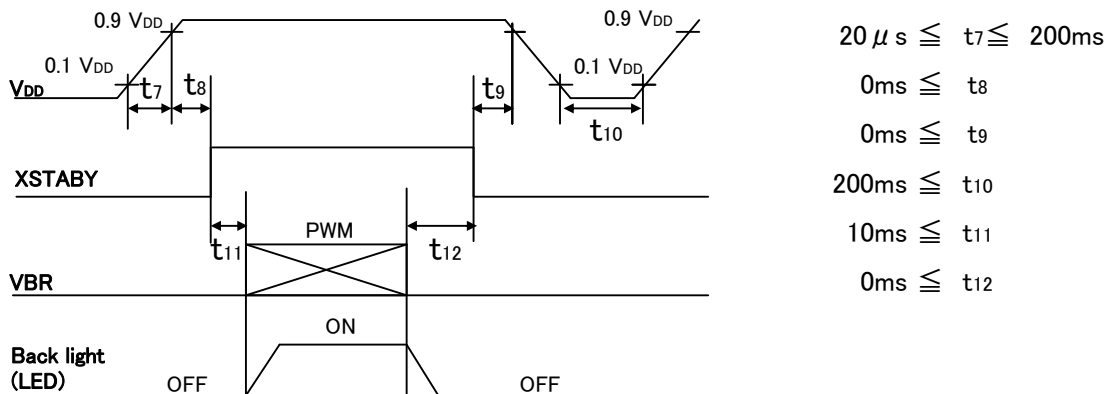 0.9 VDD
0.9 VDD
0.1 VDD
0.1 VDD
VDD
t7
t8
t9
t10
XSTABY
t11
PWM
t12
VBR
ON
Back light
(LED)
OFF
OFF
20 μ s ≦ t7 ≦ 200ms
0ms ≦ t8
0ms ≦ t9
200ms ≦ t10
10ms ≦ t11
0ms ≦ t12